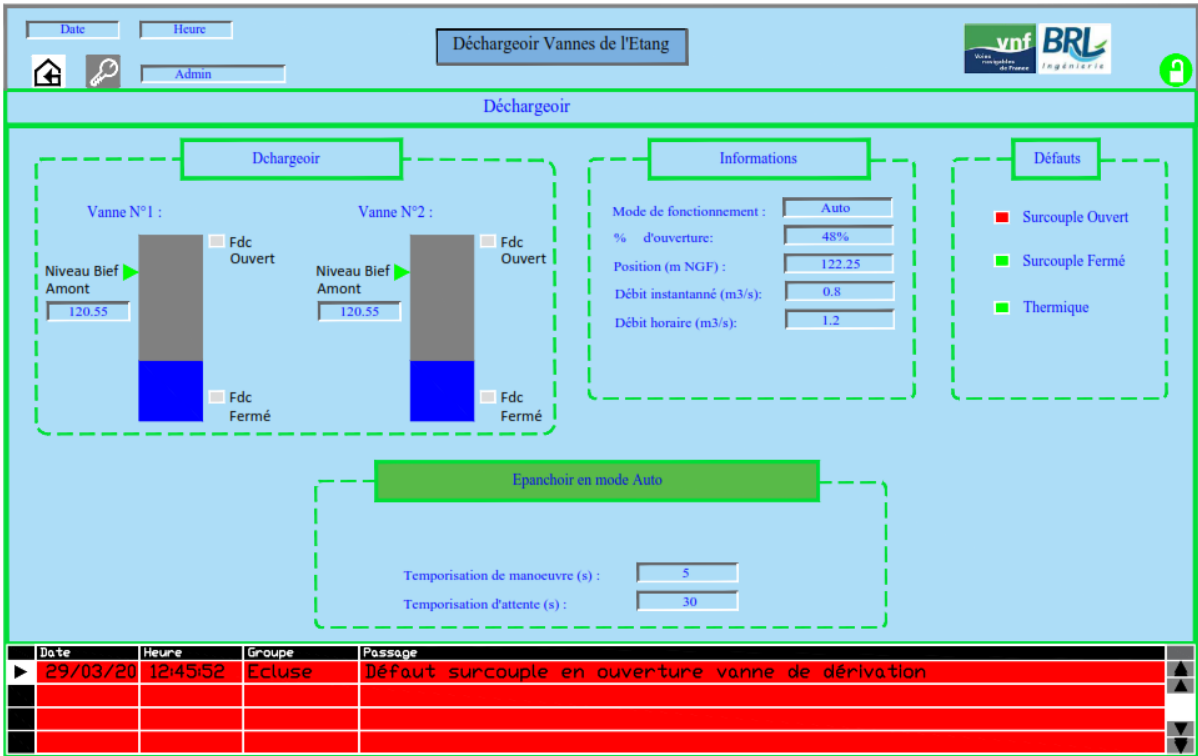 Date Heure
Déchargeoir Vannes de l'Etang
vnf
Voies navigables de France
BRL
Ingénierie
Admin
Déchargeoir
Dchargeoir
Vanne N°1 :
Fdc Ouvert
Niveau Bief Amont
120.55
Fdc Fermé
Vanne N°2 :
Fdc Ouvert
Niveau Bief Amont
120.55
Fdc Fermé
Informations
Mode de fonctionnement : Auto
% d'ouverture: 48%
Position (m NGF) : 122.25
Débit instantanné (m3/s): 0.8
Débit horaire (m3/s): 1.2
Défauts
Surcouple Ouvert
Surcouple Fermé
Thermique
Epanchoir en mode Auto
Temporisation de manoeuvre (s) : 5
Temporisation d'attente (s) : 30
Date Heure Groupe Passage
29/03/20 12:45:52 Ecluse Défaut surcouple en ouverture vanne de dérivation